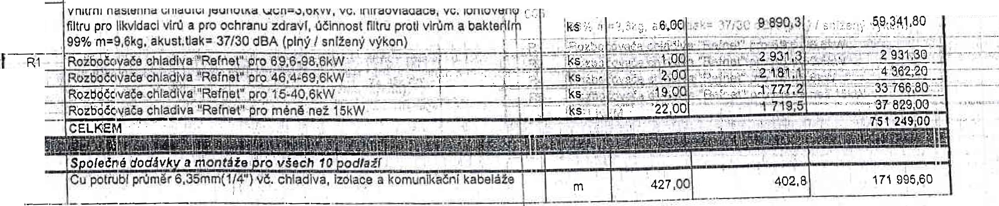 Vnitřní nástěnná chladící jednotka Qch=3,6kW, vč. infraovladače, vč. iontového
filtru pro likvidaci virů a pro ochranu zdraví, účinnost filtru proti virům a bakteriím ks 6,00 9 890,3 59 341,80
99% m=9,6kg, akust.tlak= 37/30 dBA (plný / snížený výkon)
R1 Rozbočovače chladiva "Refnet" pro 69,6-98,6kW ks 1,00 2 931,3 2 931,30
Rozbočovače chladiva "Refnet" pro 46,4-69,6kW ks 2,00 2 181,1 4 362,20
Rozbočovače chladiva "Refnet" pro 15-40,6kW ks 19,00 1 777,2 33 766,80
Rozbočovače chladiva "Refnet" pro méně než 15kW ks 22,00 1 719,5 37 829,00
CELKEM 751 249,00
Společné dodávky a montáže pro všech 10 podlaží
Cu potrubí průměr 6,35mm(1/4") vč. chladiva, izolace a komunikační kabeláže m 427,00 402,8 171 995,60